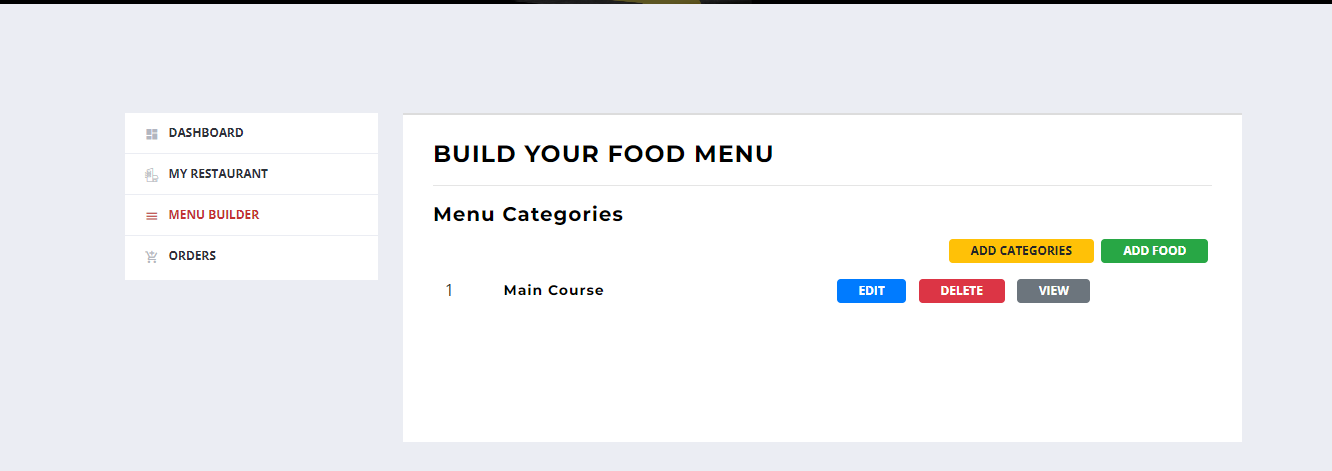 DASHBOARD
MY RESTAURANT
MENU BUILDER
ORDERS
BUILD YOUR FOOD MENU
Menu Categories
ADD CATEGORIES ADD FOOD
1 Main Course EDIT DELETE VIEW